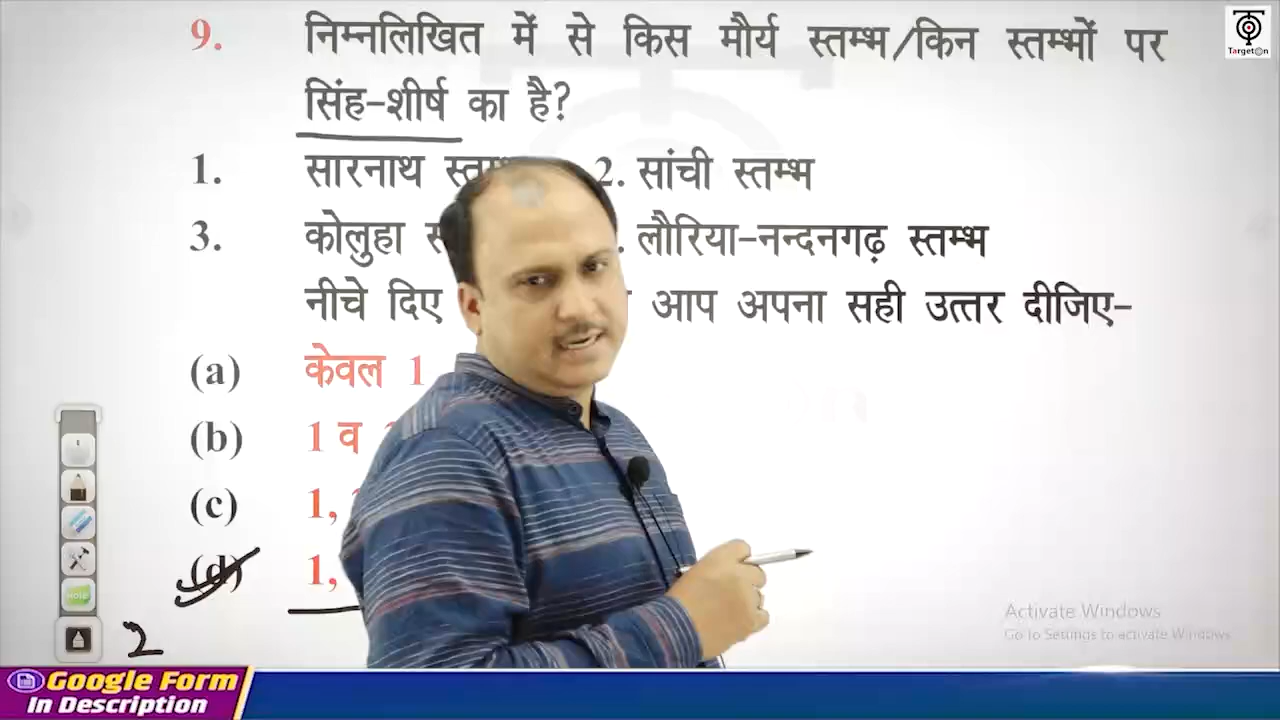 9. निम्नलिखित में से किस मौर्य स्तम्भ/किन स्तम्भों पर
सिंह-शीर्ष का है?
1. सारनाथ 2. सांची स्तम्भ
3. कोलुहा लौरिया-नन्दनगढ़ स्तम्भ
नीचे दिए आप अपना सही उत्तर दीजिए-
(a) केवल 1
(b) 1 व
(c) 1,
(d) 1,
2
TargetOn
Activate Windows
Go to Settings to activate Windows
Google Form
In Description